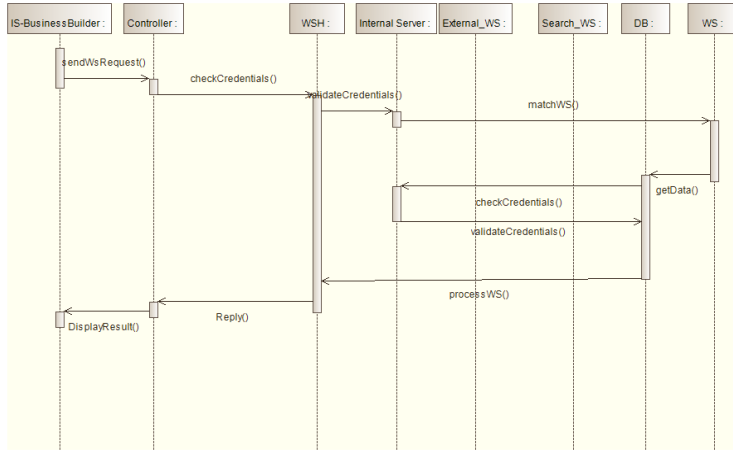 IS-BusinessBuilder :
Controller :
WSH :
Internal Server :
External_WS :
Search_WS :
DB :
WS :
sendWsRequest()
checkCredentials()
validateCredentials()
matchWS()
getData()
checkCredentials()
validateCredentials()
processWS()
Reply()
DisplayResult()